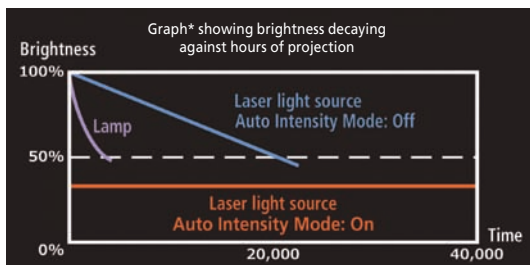 Graph* showing brightness decaying
against hours of projection
Brightness
100%
Laser light source
Auto Intensity Mode: Off
Lamp
50%
Laser light source
Auto Intensity Mode: On
Time
0%
20,000
40,000